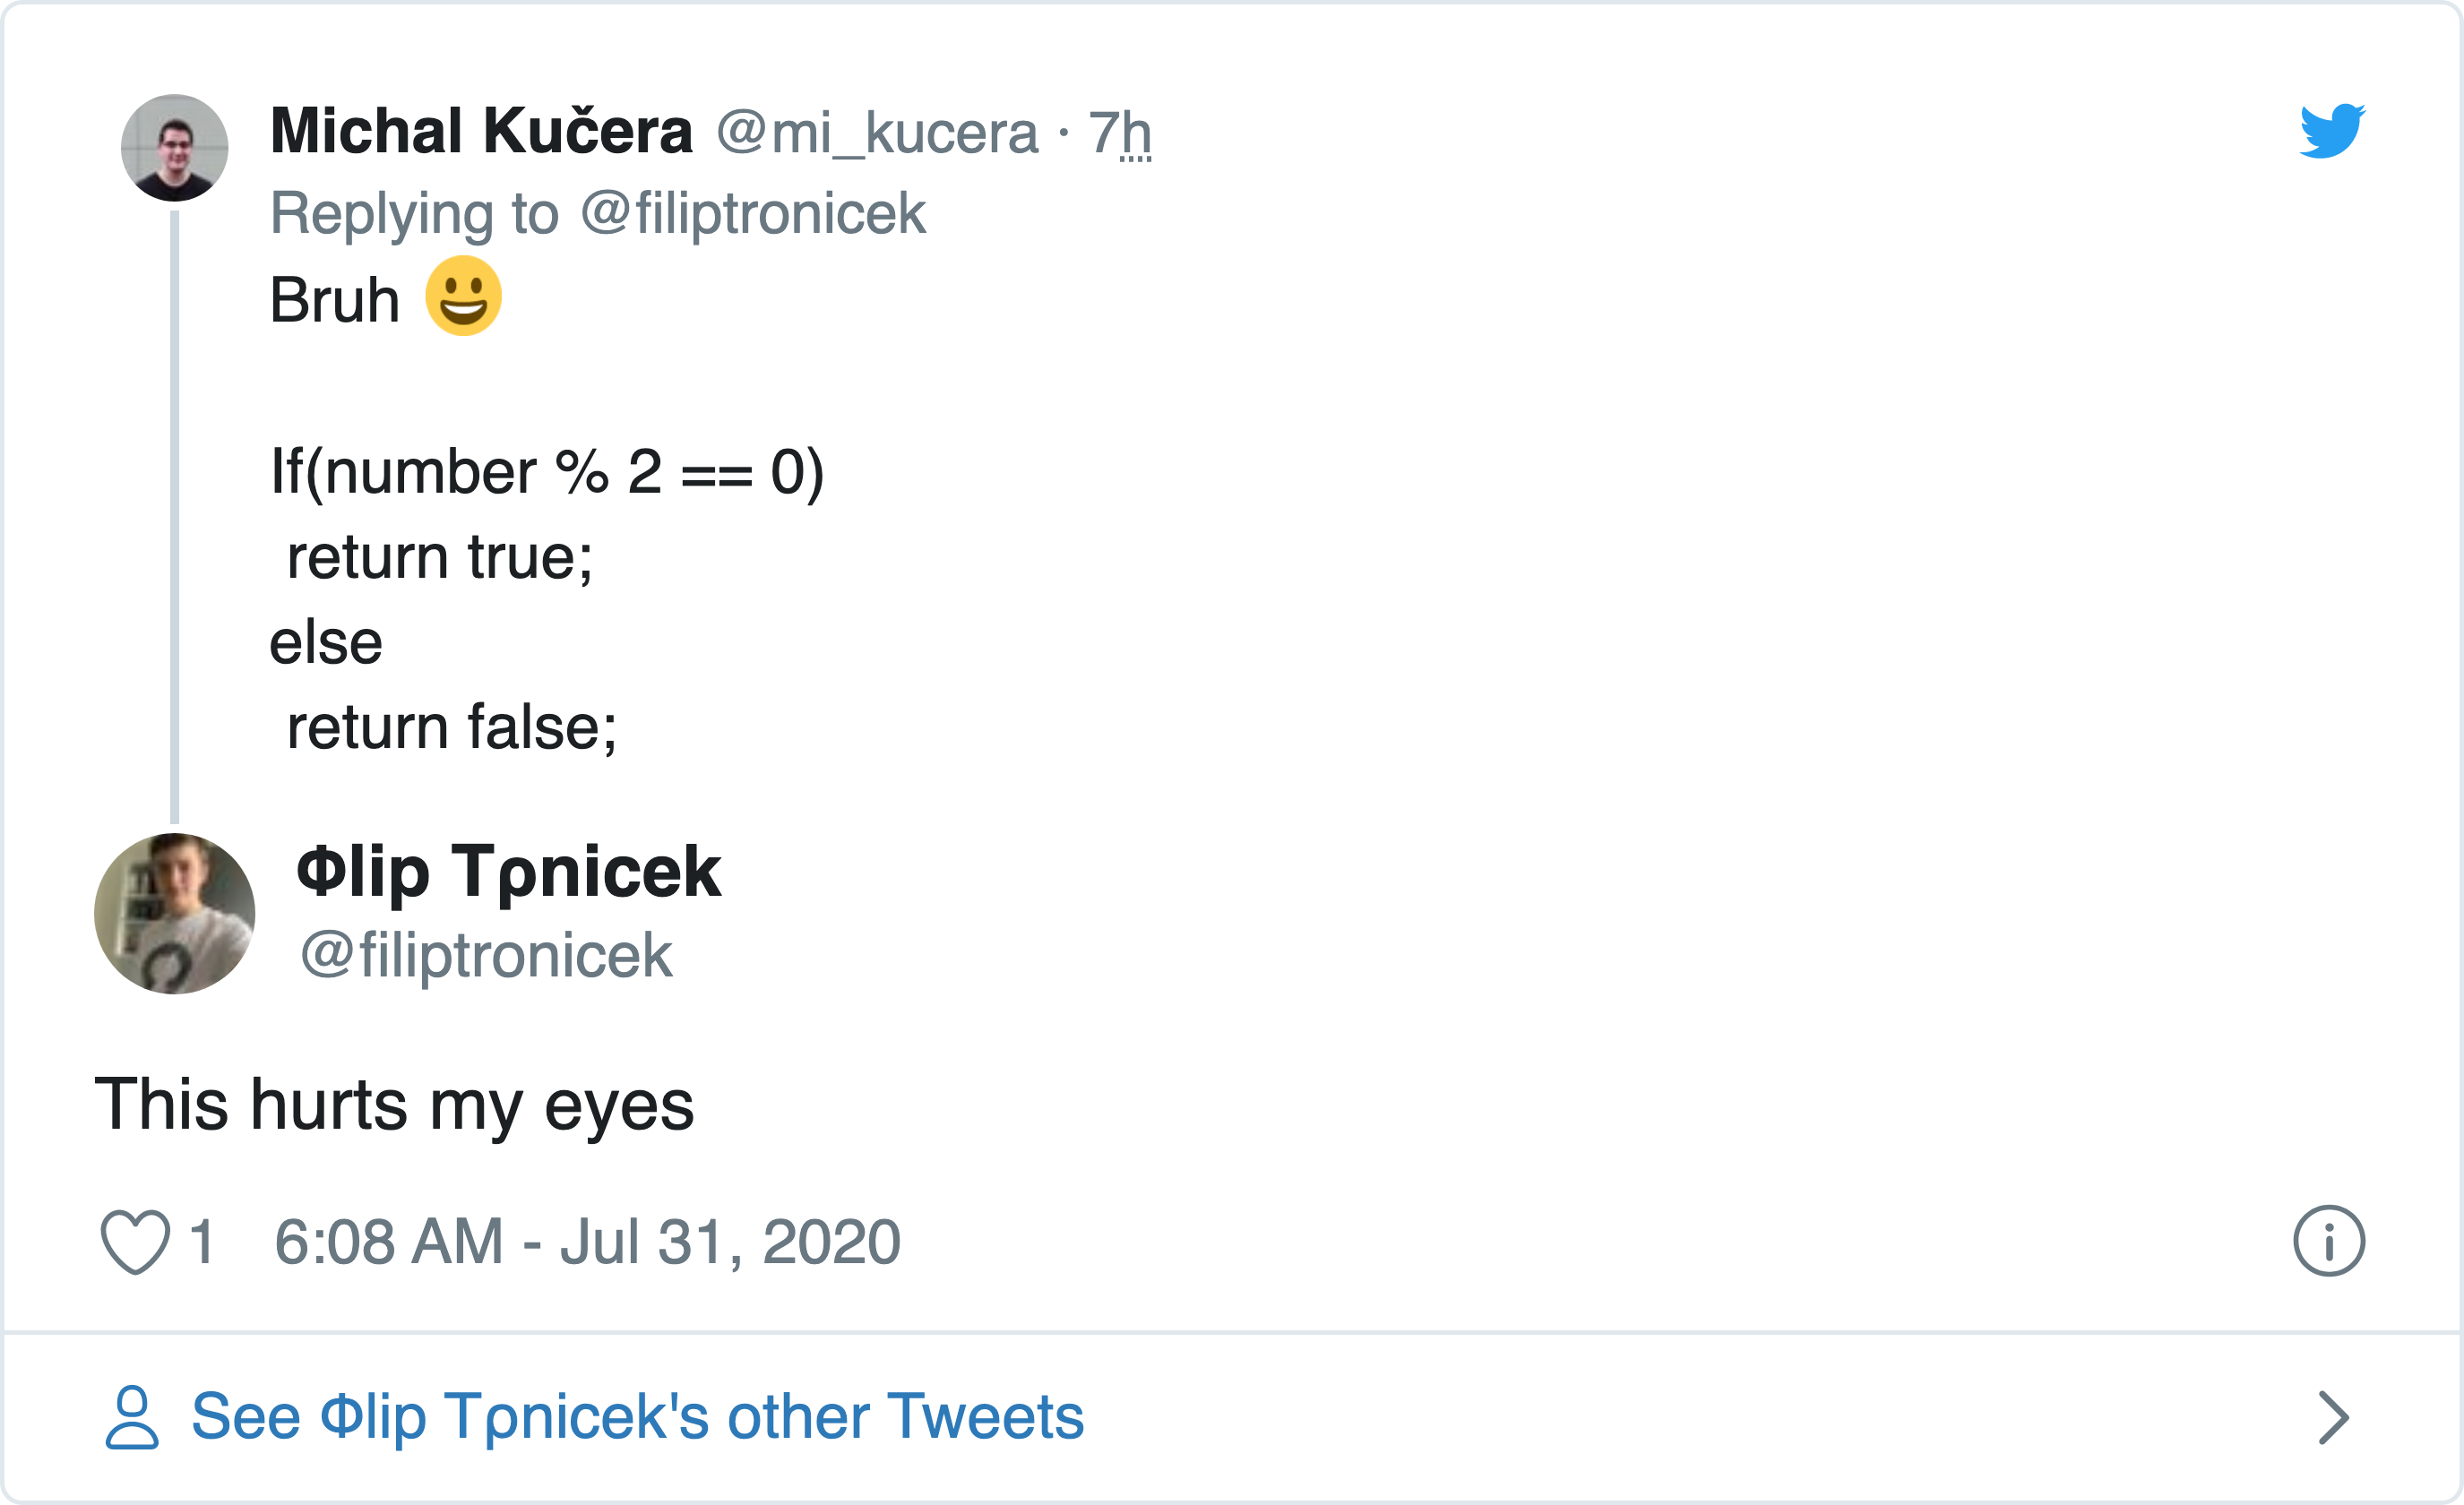 Michal Kučera @mi_kucera · 7h
Replying to @filiptronicek
Bruh 😃
If(number % 2 == 0)
return true;
else
return false;
Φlip Tρnicek
@filiptronicek
This hurts my eyes
1 6:08 AM - Jul 31, 2020
See Φlip Tρnicek's other Tweets